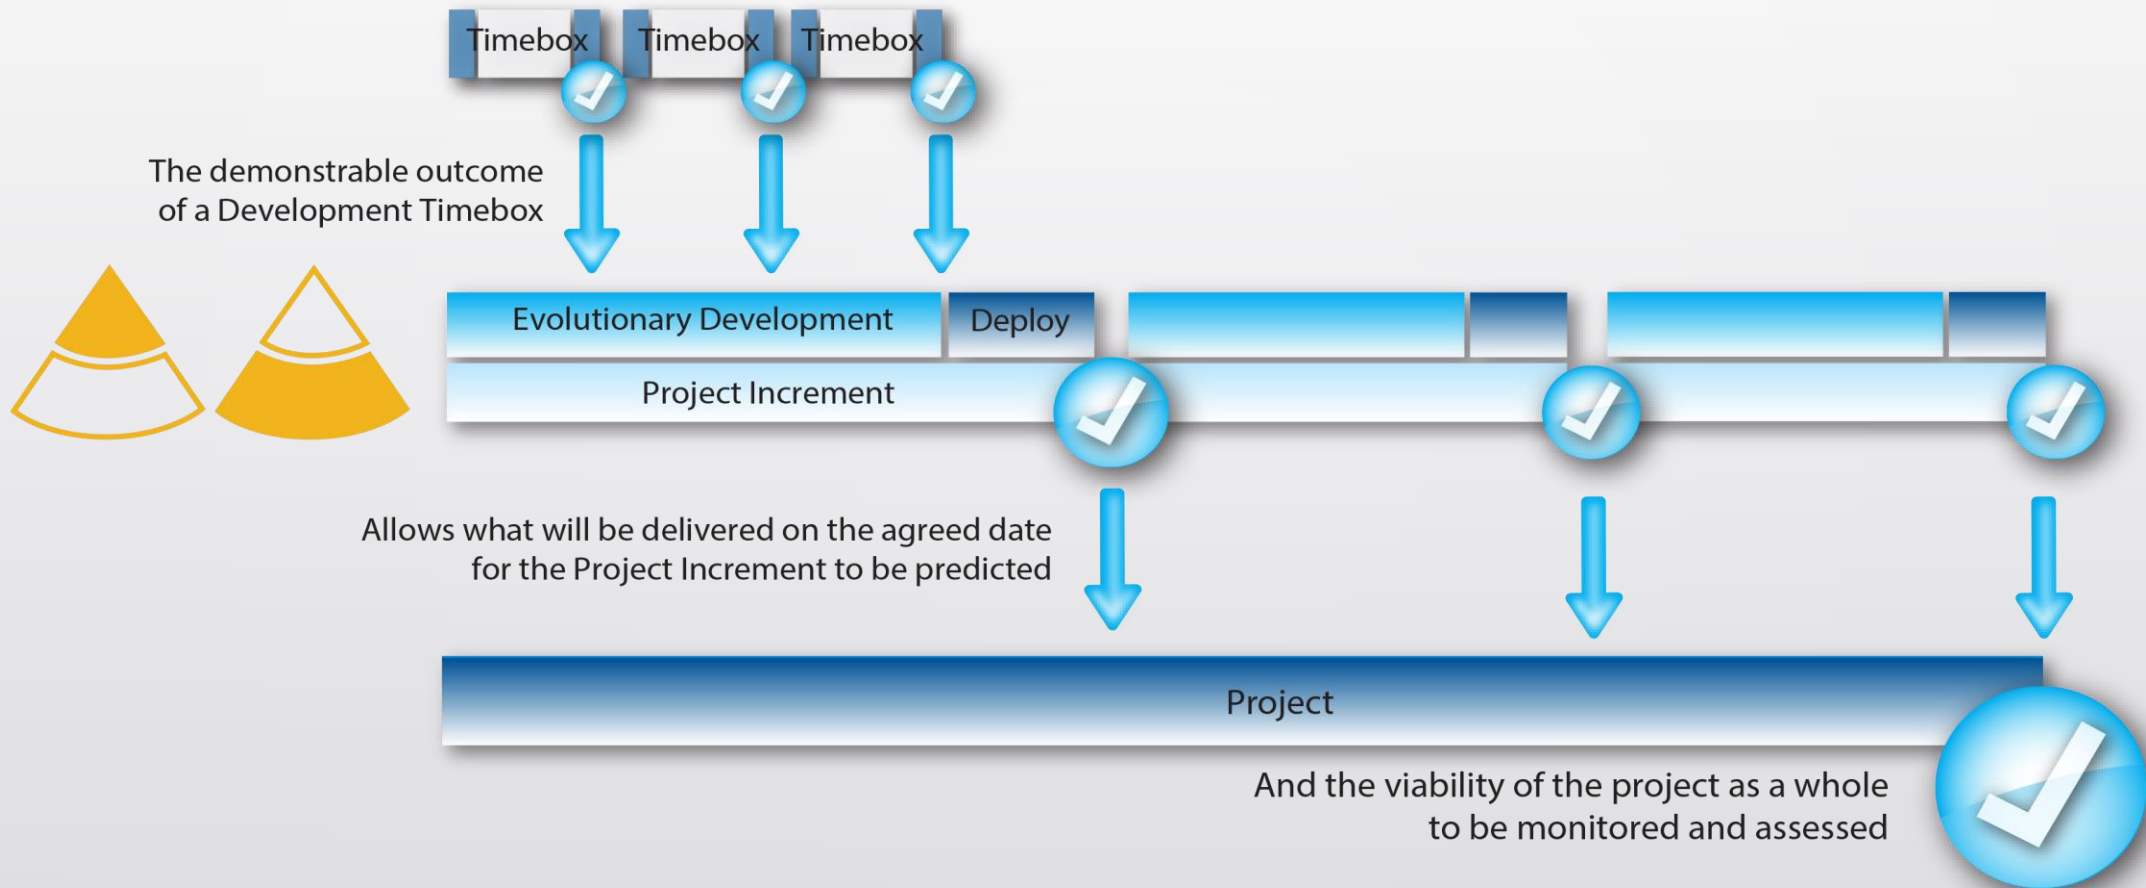 Timebox Timebox Timebox
The demonstrable outcome
of a Development Timebox
Evolutionary Development Deploy
Project Increment
Allows what will be delivered on the agreed date
for the Project Increment to be predicted
Project
And the viability of the project as a whole
to be monitored and assessed